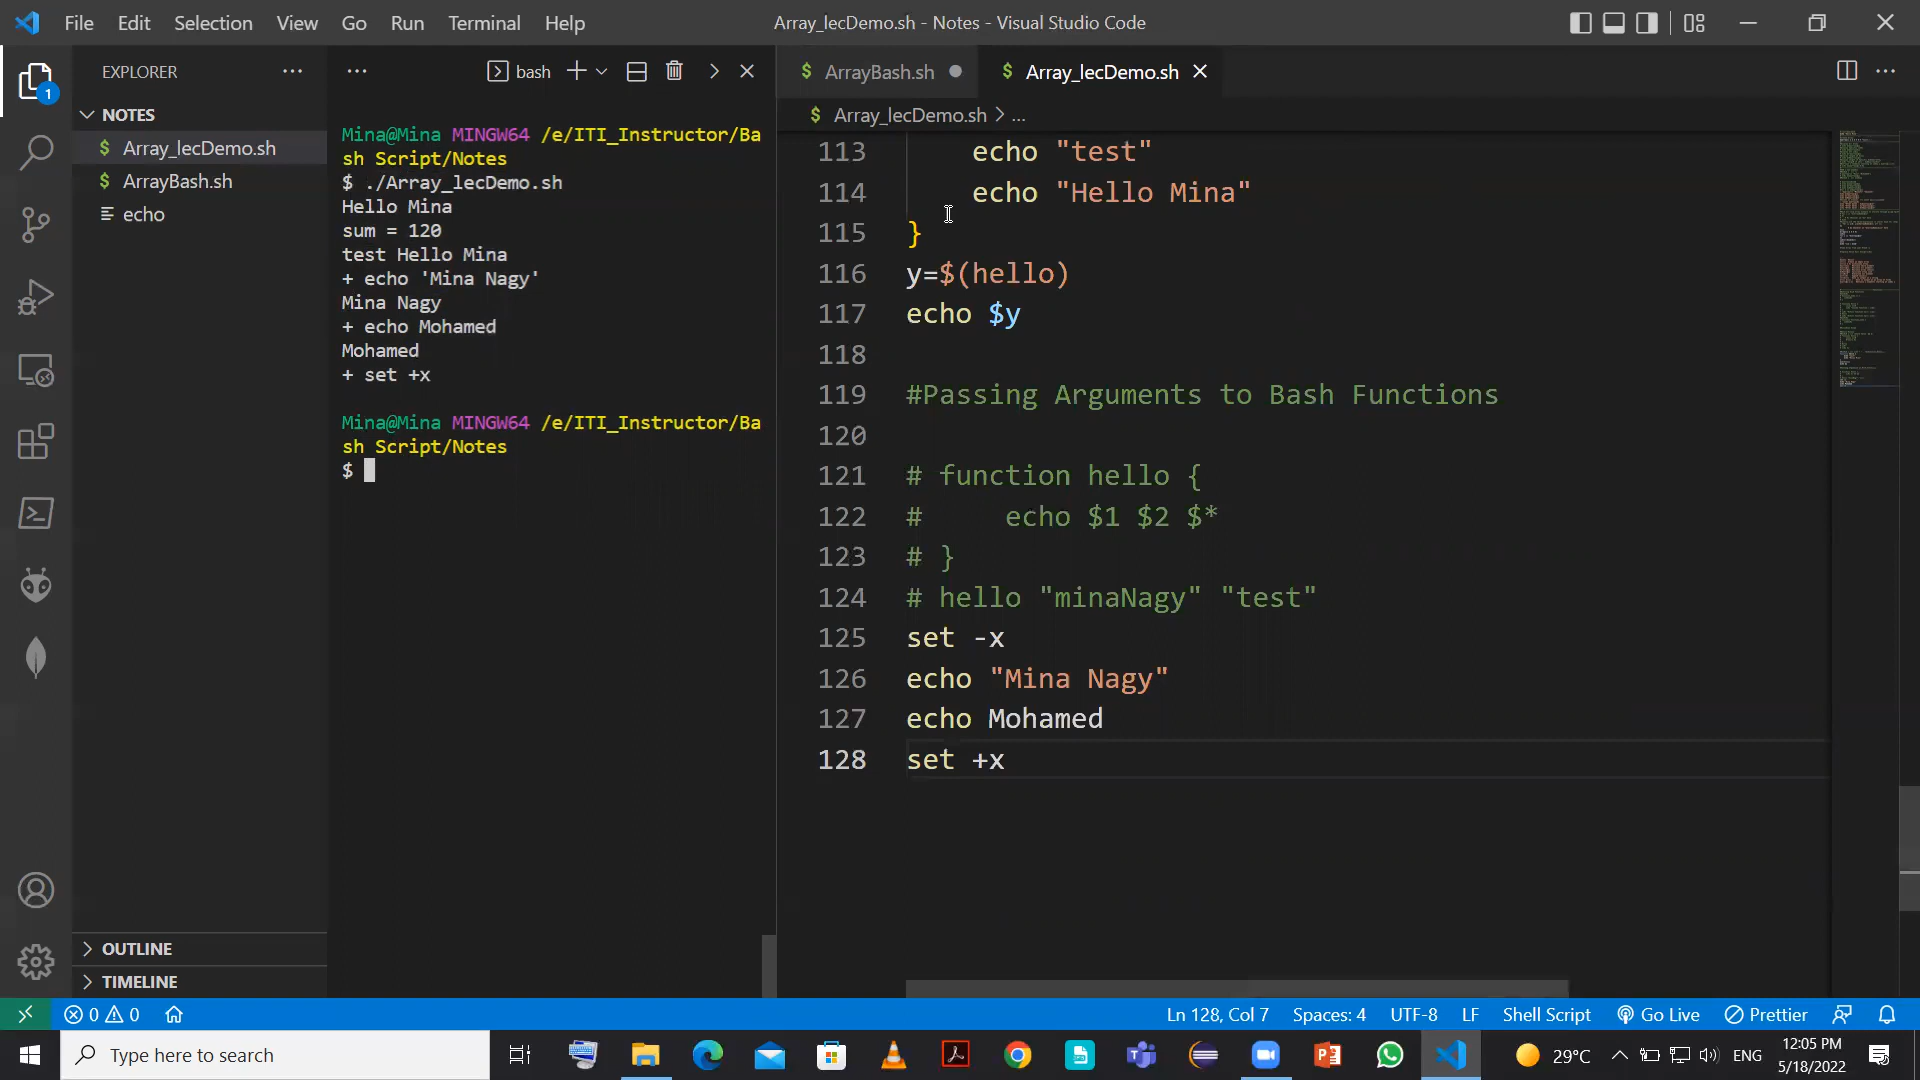 File Edit Selection View Go Run Terminal Help
Array_lecDemo.sh - Notes - Visual Studio Code
EXPLORER
1
NOTES
$ Array_lecDemo.sh
$ ArrayBash.sh
echo
OUTLINE
TIMELINE
bash
Mina@Mina MINGW64 /e/ITI_Instructor/Ba
sh Script/Notes
$ ./Array_lecDemo.sh
Hello Mina
sum = 120
test Hello Mina
+ echo 'Mina Nagy'
Mina Nagy
+ echo Mohamed
Mohamed
+ set +x
Mina@Mina MINGW64 /e/ITI_Instructor/Ba
sh Script/Notes
$
$ ArrayBash.sh
$ Array_lecDemo.sh
$ Array_lecDemo.sh > ...
113 echo "test"
114 echo "Hello Mina"
115 }
116 y=$(hello)
117 echo $y
118
119 #Passing Arguments to Bash Functions
120
121 # function hello {
122 #     echo $1 $2 $*
123 # }
124 # hello "minaNagy" "test"
125 set -x
126 echo "Mina Nagy"
127 echo Mohamed
128 set +x
0 0
Ln 128, Col 7 Spaces: 4 UTF-8 LF Shell Script Go Live Prettier
Type here to search
29°C ENG
12:05 PM
5/18/2022